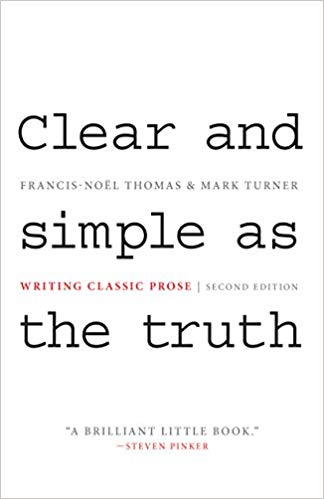 Clear and
FRANCIS-NOËL THOMAS & MARK TURNER
simple as
WRITING CLASSIC PROSE | SECOND EDITION
the truth
“A BRILLIANT LITTLE BOOK.”
—STEVEN PINKER